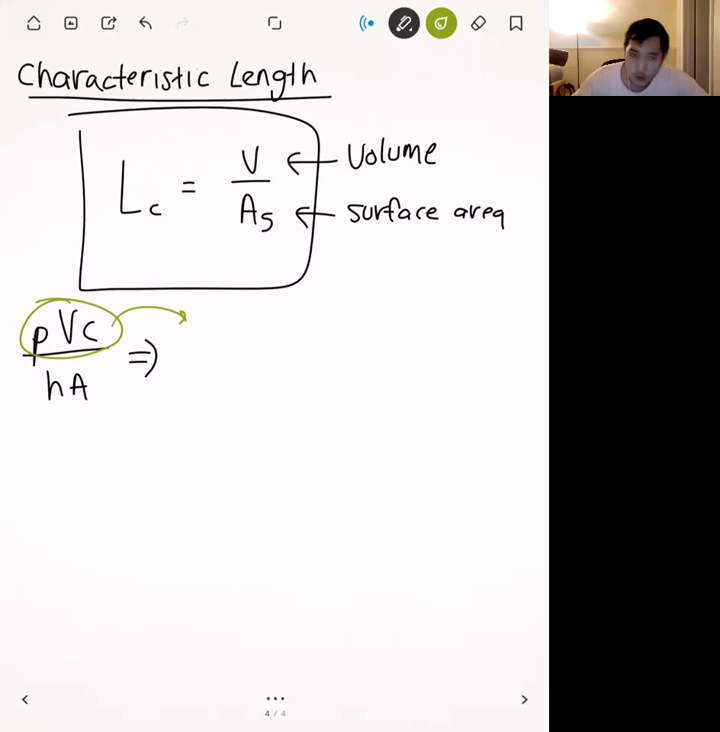 Characteristic Length
Lc = V/As
Volume
surface area
ρVc/hA ⇒
4 / 4